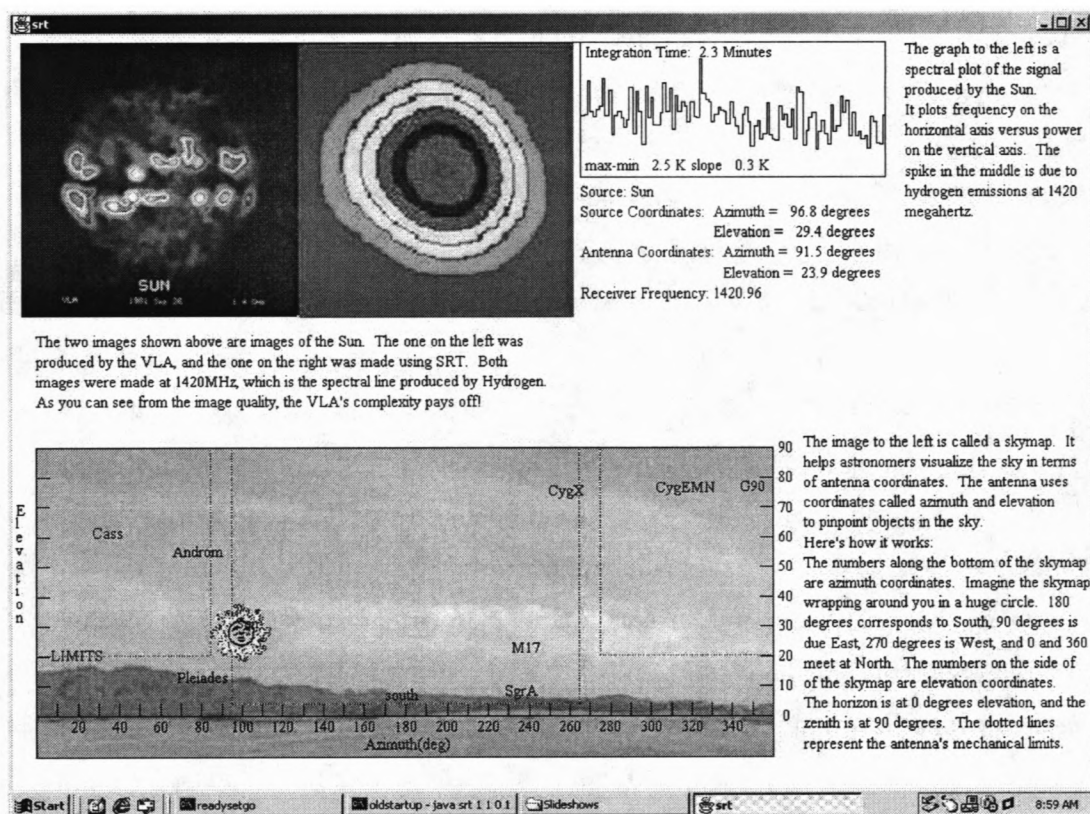 srt
SUN
VLA 1981 Sep 26 1.4 GHz
Integration Time: 2.3 Minutes
max-min 2.5 K slope 0.3 K
Source: Sun
Source Coordinates: Azimuth = 96.8 degrees
Elevation = 29.4 degrees
Antenna Coordinates: Azimuth = 91.5 degrees
Elevation = 23.9 degrees
Receiver Frequency: 1420.96
The graph to the left is a
spectral plot of the signal
produced by the Sun.
It plots frequency on the
horizontal axis versus power
on the vertical axis. The
spike in the middle is due to
hydrogen emissions at 1420
megahertz.
The two images shown above are images of the Sun. The one on the left was
produced by the VLA, and the one on the right was made using SRT. Both
images were made at 1420MHz, which is the spectral line produced by Hydrogen.
As you can see from the image quality, the VLA's complexity pays off!
Elevation
90
80
70
60
50
40
30
20
10
0
CygX
CygEMN
G90
Cass
Androm
LIMITS
M17
Pleiades
south
SgrA
20 40 60 80 100 120 140 160 180 200 220 240 260 280 300 320 340
Azimuth(deg)
The image to the left is called a skymap. It
helps astronomers visualize the sky in terms
of antenna coordinates. The antenna uses
coordinates called azimuth and elevation
to pinpoint objects in the sky.
Here's how it works:
The numbers along the bottom of the skymap
are azimuth coordinates. Imagine the skymap
wrapping around you in a huge circle. 180
degrees corresponds to South, 90 degrees is
due East, 270 degrees is West, and 0 and 360
meet at North. The numbers on the side of
of the skymap are elevation coordinates.
The horizon is at 0 degrees elevation, and the
zenith is at 90 degrees. The dotted lines
represent the antenna's mechanical limits.
Start
readysetgo
oldstartup - java srt 1 1 0 1
Slideshows
srt
8:59 AM